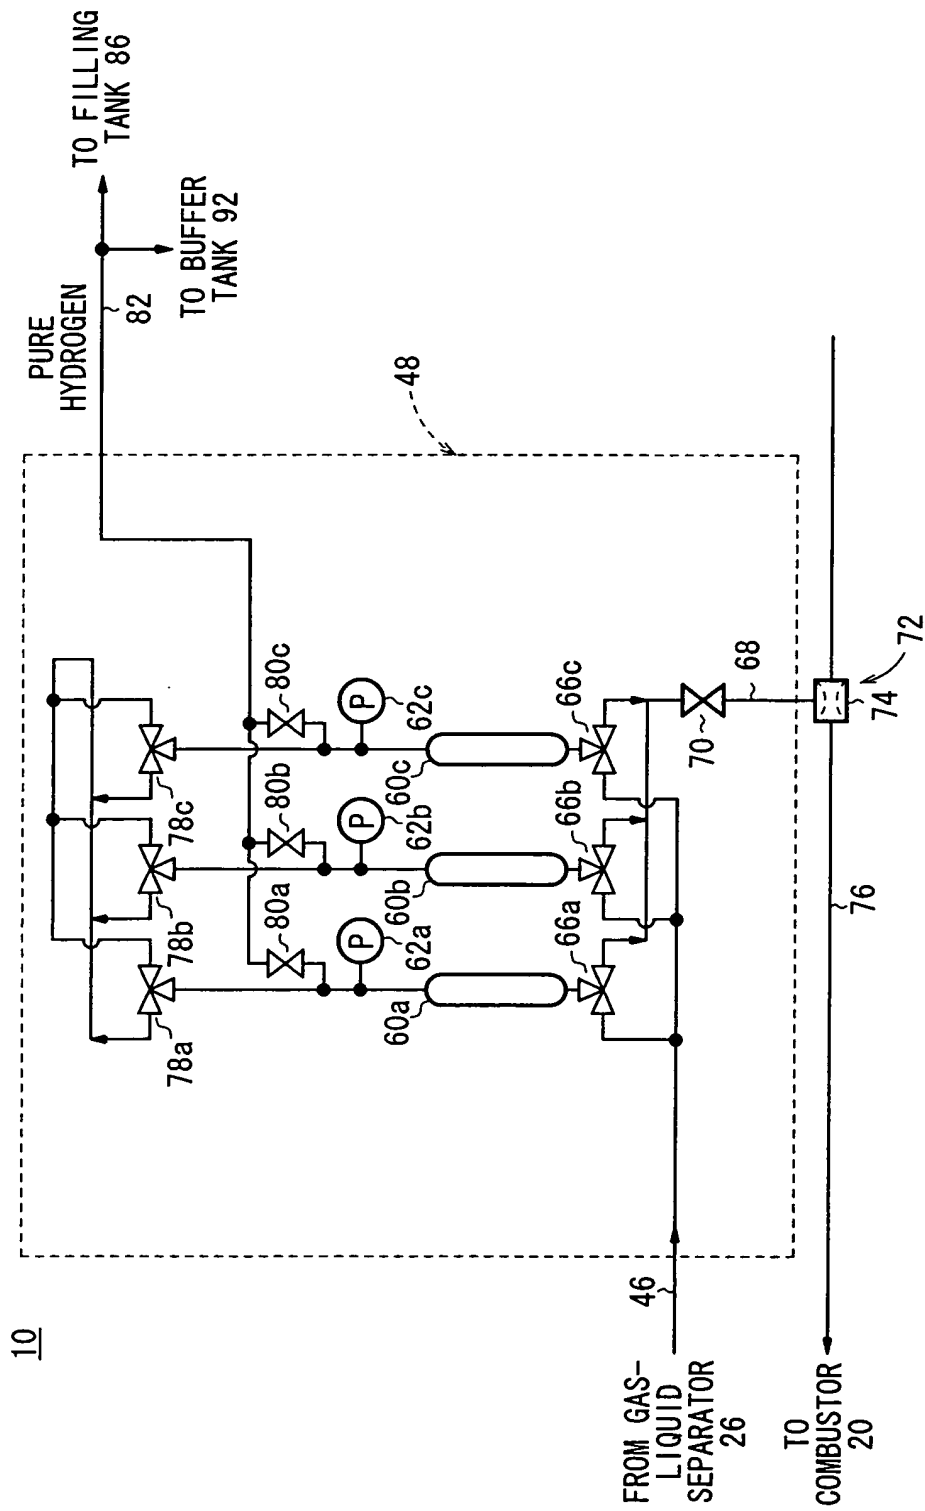 10
PURE
HYDROGEN
82
TO FILLING
TANK 86
TO BUFFER
TANK 92
48
78a
78b
78c
80a
80b
80c
P
P
P
62a
62b
62c
60a
60b
60c
66a
66b
66c
70
68
72
74
76
46
FROM GAS-
LIQUID
SEPARATOR
26
TO
COMBUSTOR
20